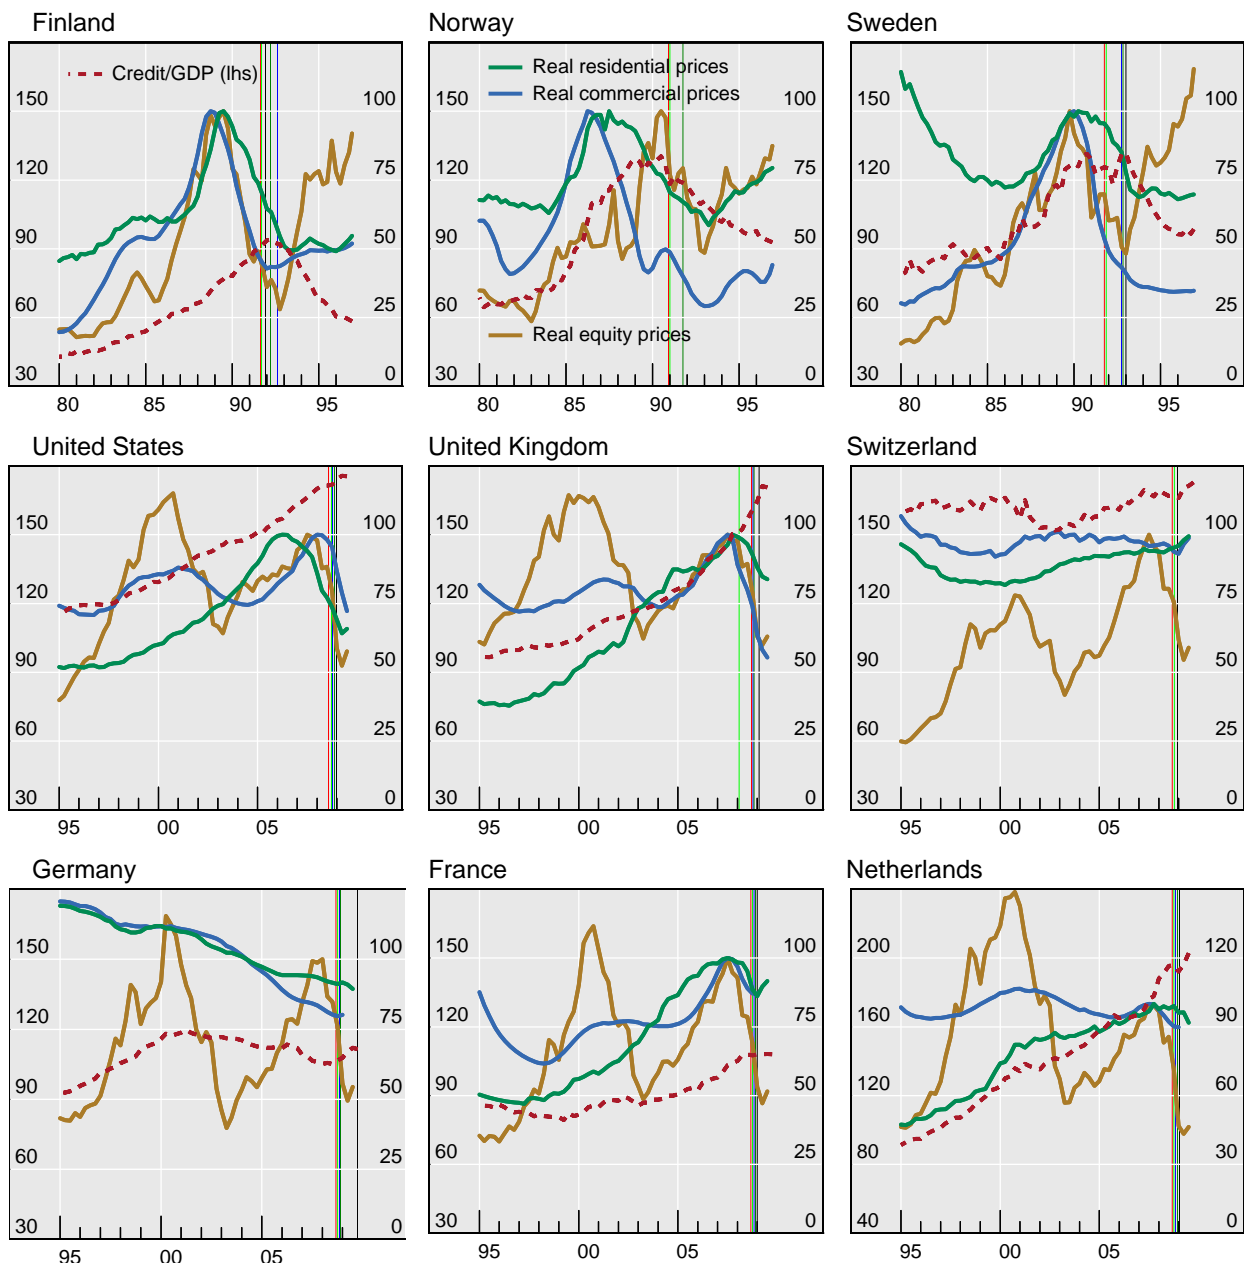 Finland Norway Sweden
Credit/GDP (lhs)
Real residential prices
Real commercial prices
Real equity prices
150 100 150 100 150 100
120 75 120 75 120 75
90 50 90 50 90 50
60 25 60 25 60 25
30 0 30 0 30 0
80 85 90 95 80 85 90 95 80 85 90 95
United States United Kingdom Switzerland
150 100 150 100 150 100
120 75 120 75 120 75
90 50 90 50 90 50
60 25 60 25 60 25
30 0 30 0 30 0
95 00 05 95 00 05 95 00 05
Germany France Netherlands
150 100 150 100 200 120
120 75 120 75 160 90
90 50 90 50 120 60
60 25 60 25 80 30
30 0 30 0 40 0
95 00 05 95 00 05 95 00 05